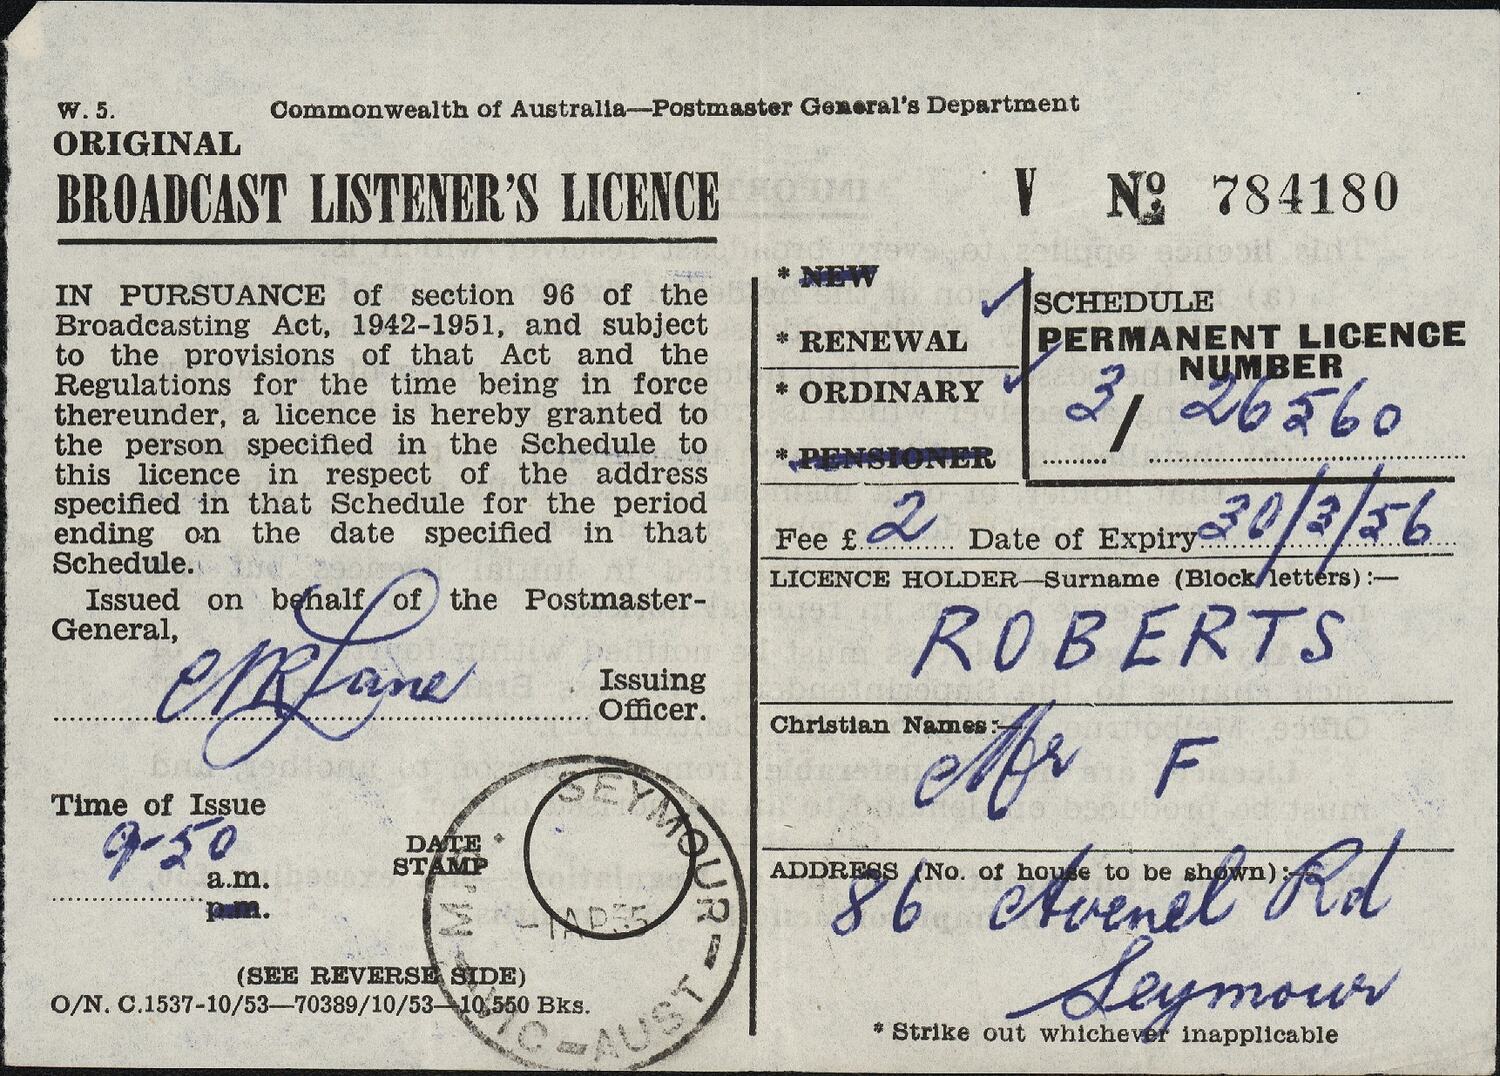 W. 5. Commonwealth of Australia—Postmaster General's Department
ORIGINAL
BROADCAST LISTENER'S LICENCE
V No 784180
IN PURSUANCE of section 96 of the
Broadcasting Act, 1942-1951, and subject
to the provisions of that Act and the
Regulations for the time being in force
thereunder, a licence is hereby granted to
the person specified in the Schedule to
this licence in respect of the address
specified in that Schedule for the period
ending on the date specified in that
Schedule.
Issued on behalf of the Postmaster-
General,
Lane
Issuing
Officer.
Time of Issue
9-50
a.m.
p.m.
DATE
STAMP
SEYMOUR
-1AP55
VIC-AUST
(SEE REVERSE SIDE)
O/N. C.1537-10/53—70389/10/53—10,550 Bks.
* NEW
* RENEWAL
* ORDINARY
* PENSIONER
SCHEDULE
PERMANENT LICENCE
NUMBER
3/ 26560
Fee £ 2 Date of Expiry 30/3/56
LICENCE HOLDER—Surname (Block letters):—
ROBERTS
Christian Names:—
Mr F
ADDRESS (No. of house to be shown):—
86 Avenel Rd
Seymour
* Strike out whichever inapplicable